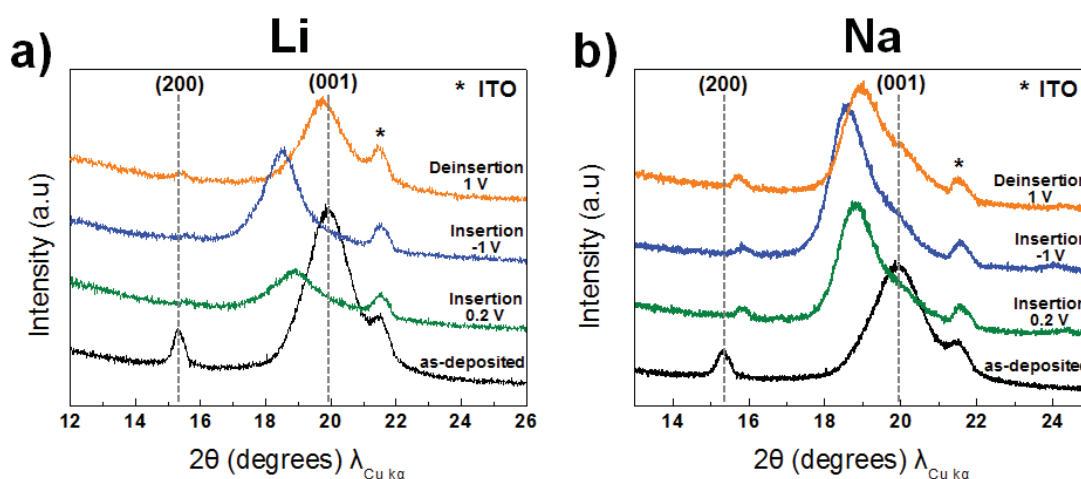 a)
Li
(200)
(001)
* ITO
*
Deinsertion
1 V
Insertion
-1 V
Insertion
0.2 V
as-deposited
Intensity (a.u)
12 14 16 18 20 22 24 26
2θ (degrees) λCu kα
b)
Na
(200)
(001)
* ITO
*
Deinsertion
1 V
Insertion
-1 V
Insertion
0.2 V
as-deposited
Intensity (a.u)
14 16 18 20 22 24
2θ (degrees) λCu kα